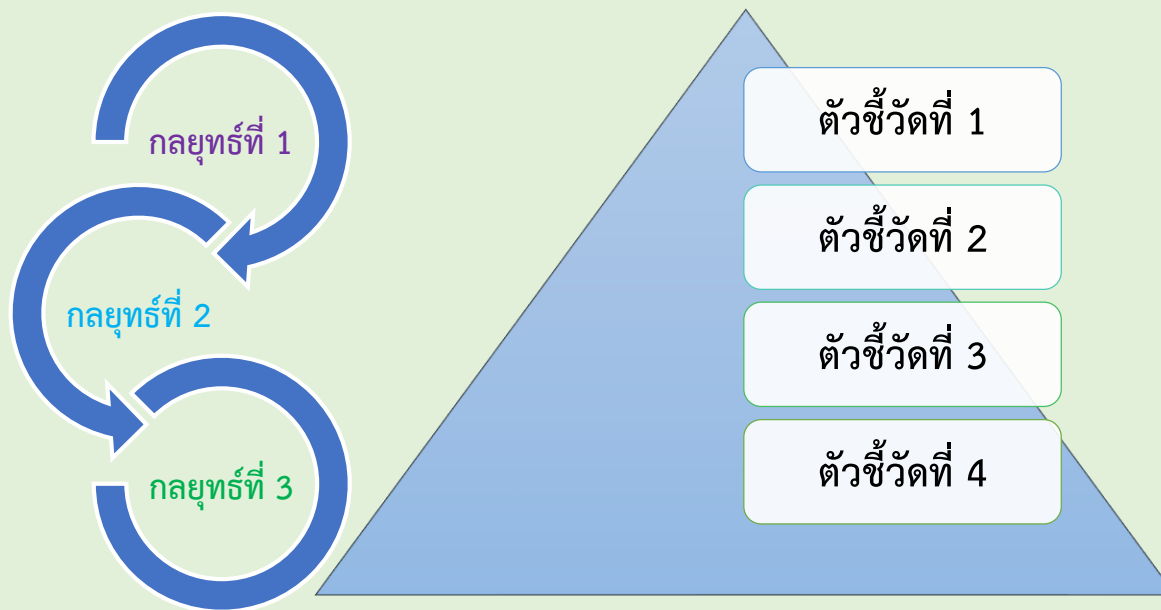 กลยุทธ์ที่ 1
กลยุทธ์ที่ 2
กลยุทธ์ที่ 3
ตัวชี้วัดที่ 1
ตัวชี้วัดที่ 2
ตัวชี้วัดที่ 3
ตัวชี้วัดที่ 4